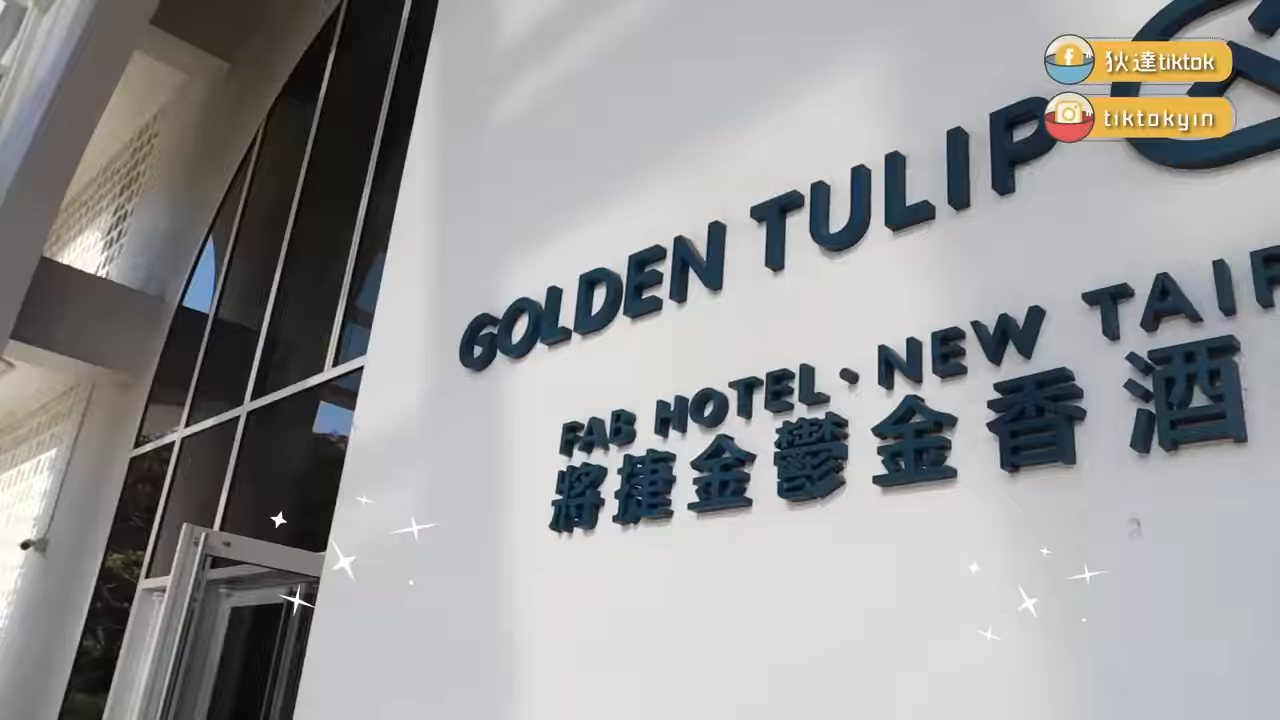 狄達tiktok
tiktokyin
GOLDEN TULIP
FAB HOTEL·NEW TAIP
將捷金鬱金香酒